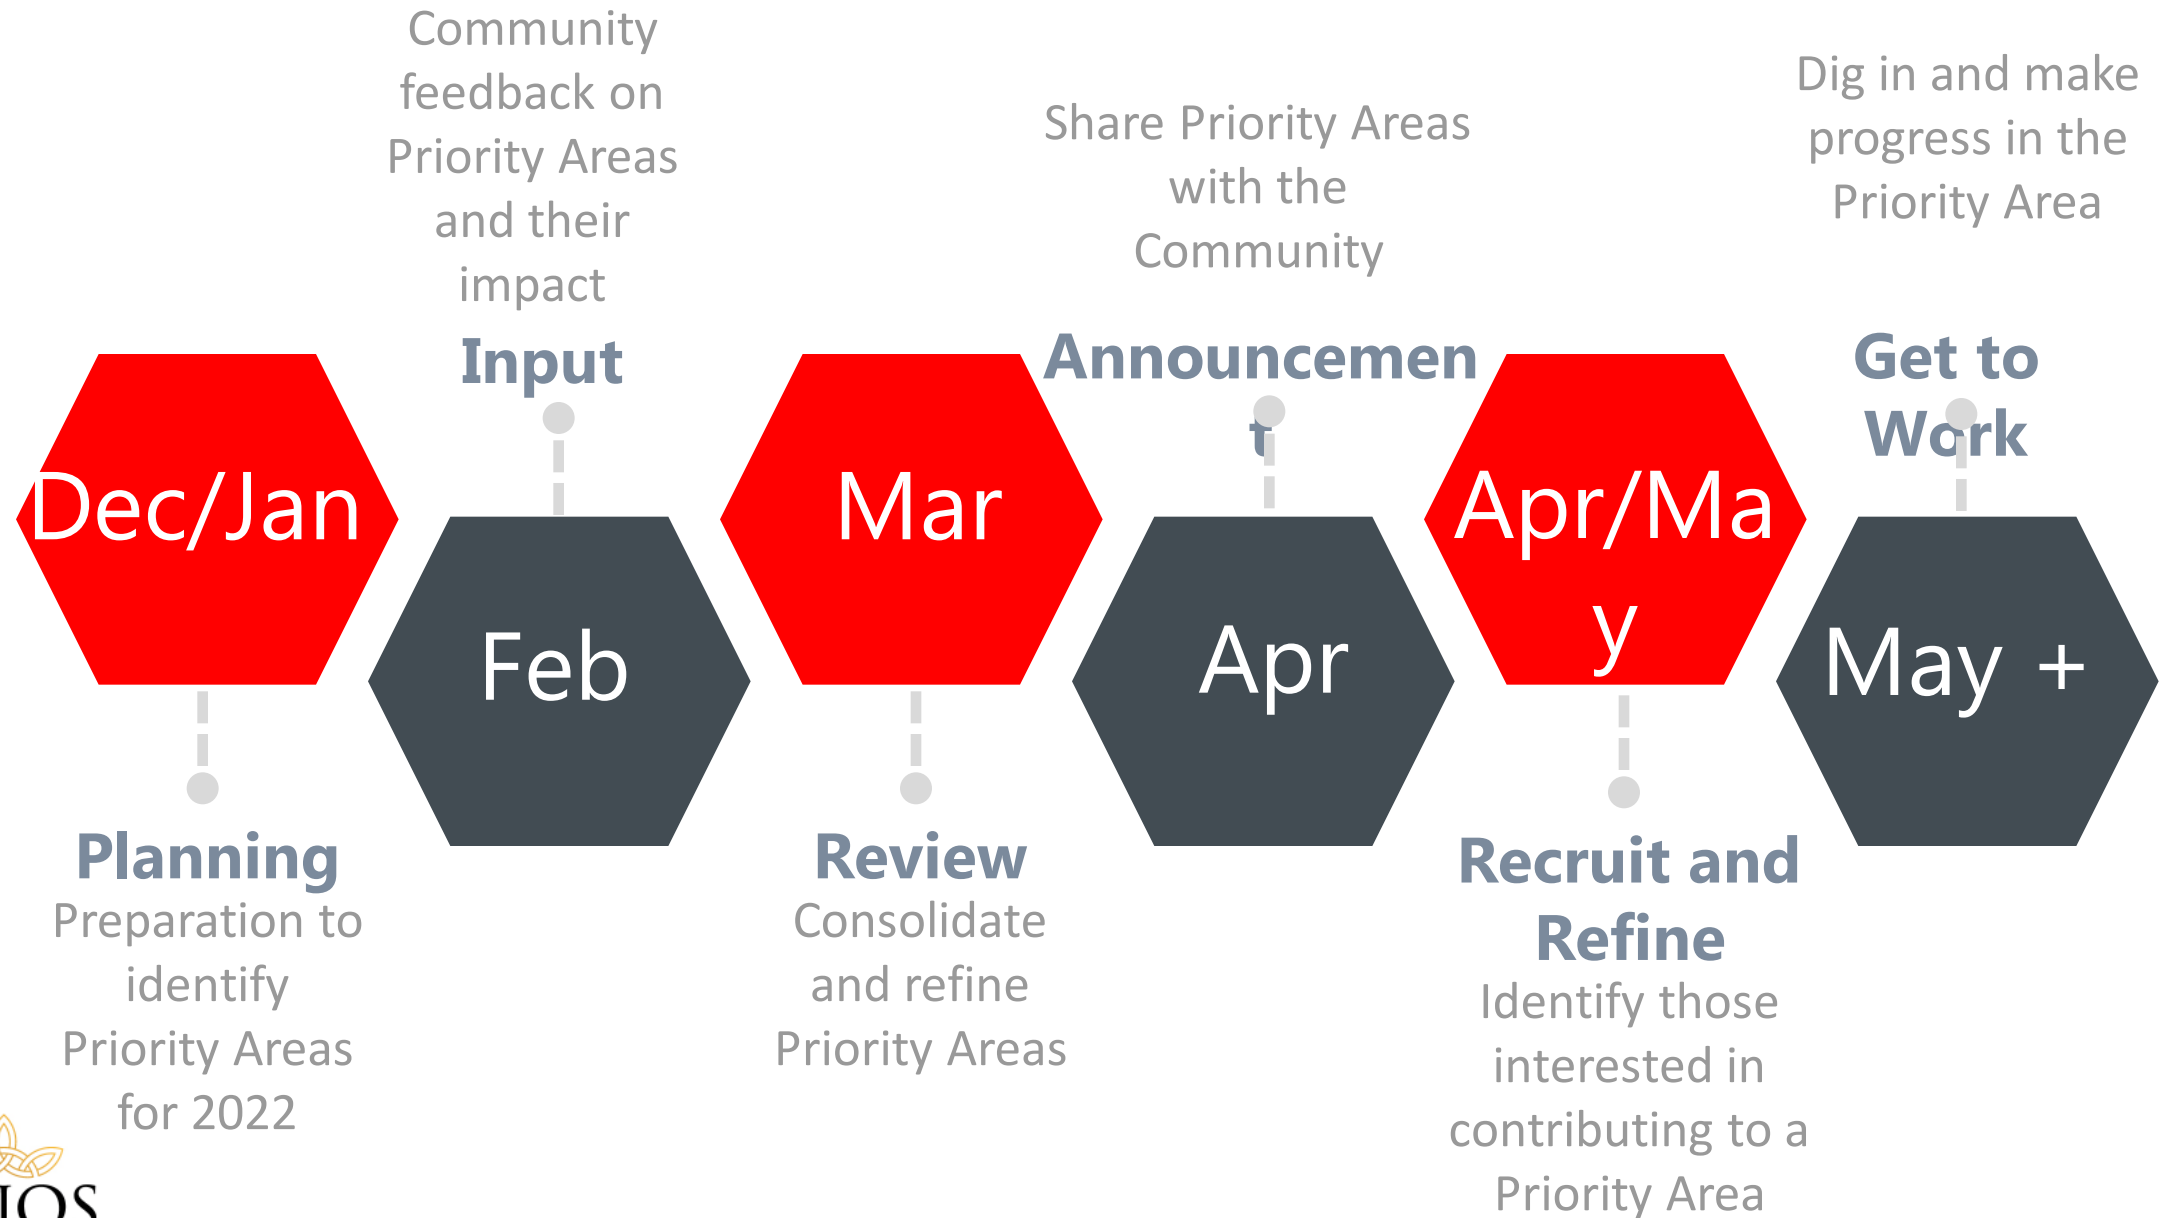 Community
feedback on
Priority Areas
and their
impact
Input
Share Priority Areas
with the
Community
Announcemen
t
Dig in and make
progress in the
Priority Area
Get to
Work
Dec/Jan
Feb
Mar
Apr
Apr/Ma
y
May +
Planning
Preparation to
identify
Priority Areas
for 2022
Review
Consolidate
and refine
Priority Areas
Recruit and
Refine
Identify those
interested in
contributing to a
Priority Area